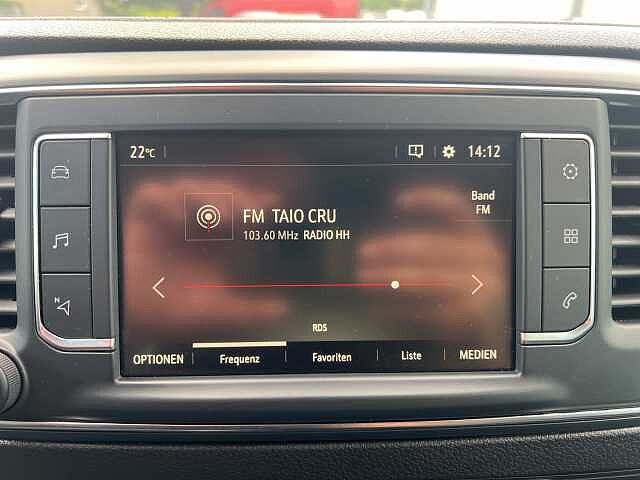 22°C 14:12
Band
FM
FM TAIO CRU
103.60 MHz RADIO HH
N
RDS
OPTIONEN Frequenz Favoriten Liste MEDIEN